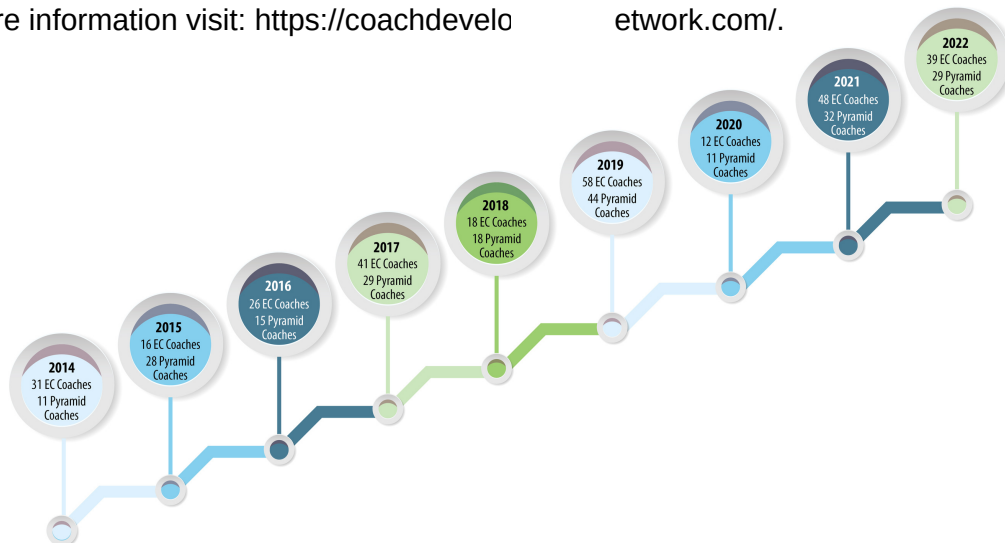 re information visit: https://coachdevelo etwork.com/.
2014
31 EC Coaches
11 Pyramid
Coaches
2015
16 EC Coaches
28 Pyramid
Coaches
2016
26 EC Coaches
15 Pyramid
Coaches
2017
41 EC Coaches
29 Pyramid
Coaches
2018
18 EC Coaches
18 Pyramid
Coaches
2019
58 EC Coaches
44 Pyramid
Coaches
2020
12 EC Coaches
11 Pyramid
Coaches
2021
48 EC Coaches
32 Pyramid
Coaches
2022
39 EC Coaches
29 Pyramid
Coaches